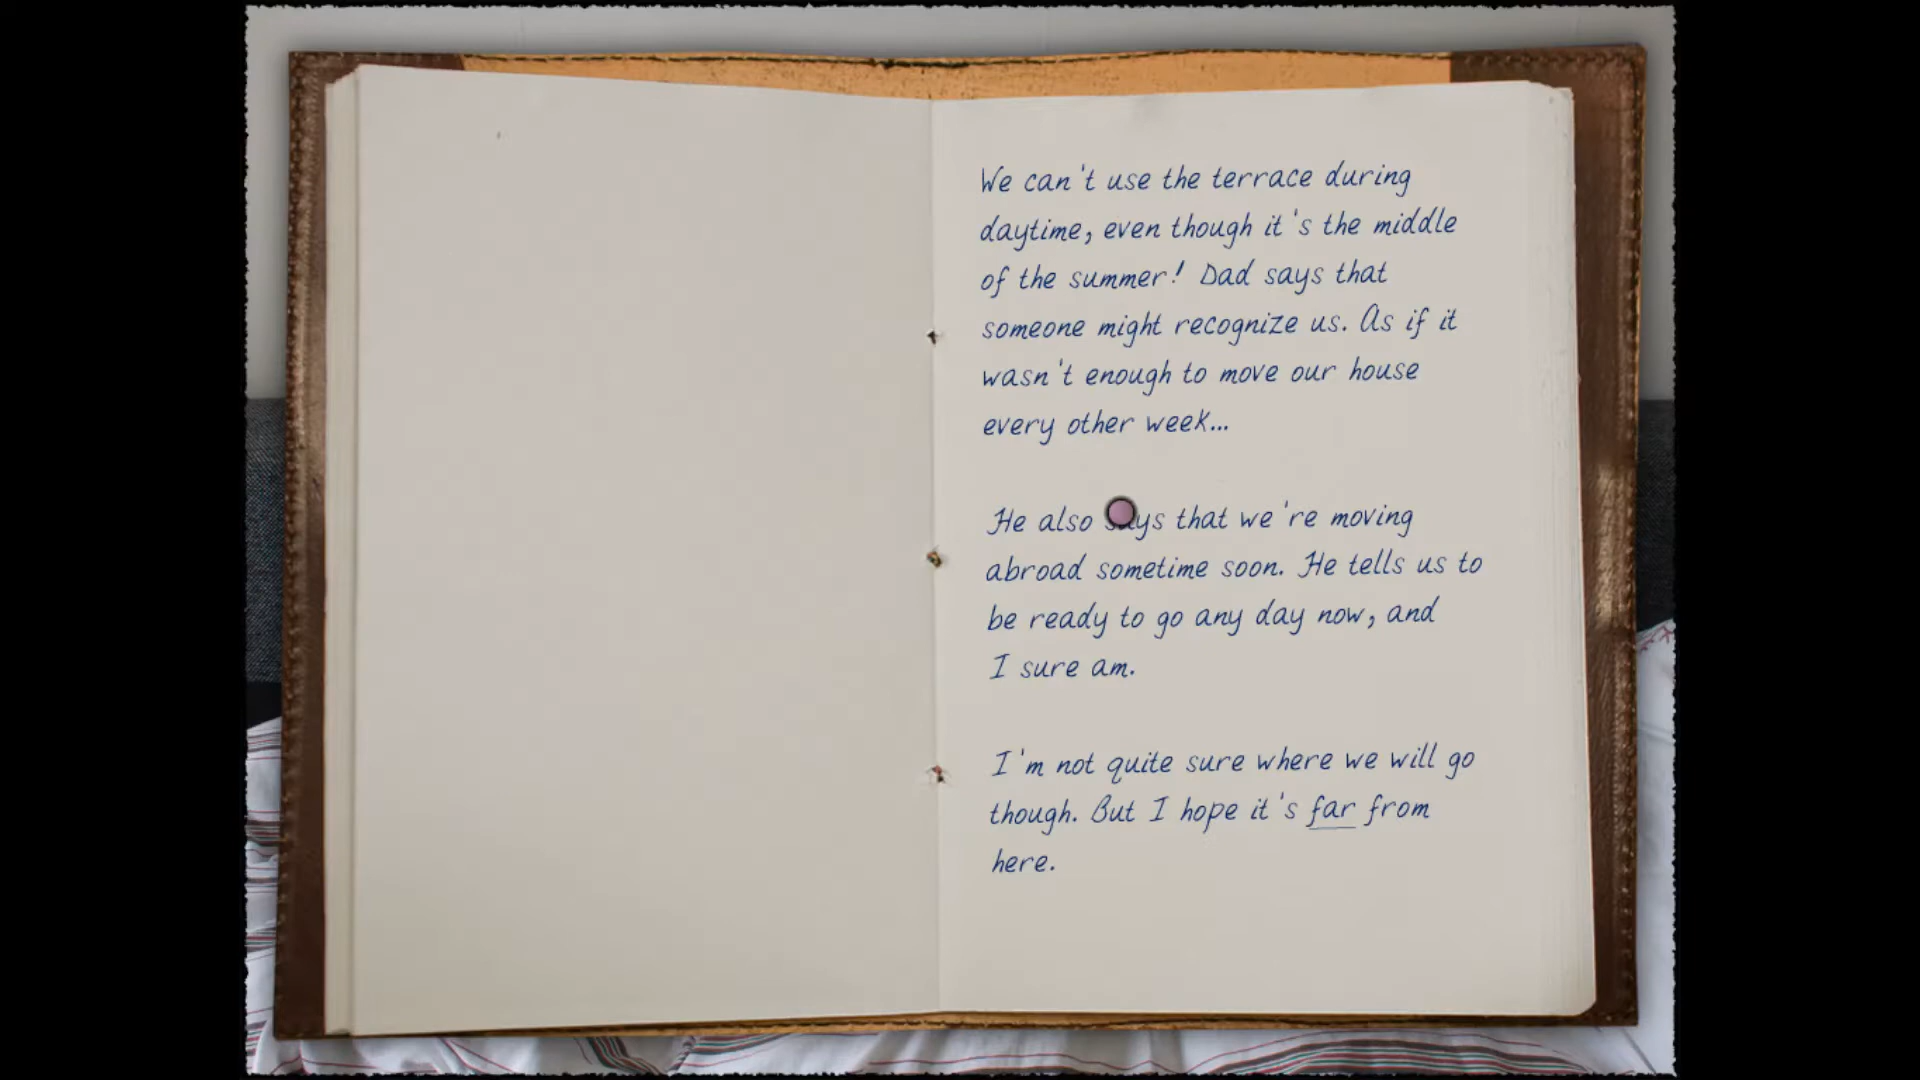 We can't use the terrace during
daytime, even though it's the middle
of the summer! Dad says that
someone might recognize us. As if it
wasn't enough to move our house
every other week...
He also says that we're moving
abroad sometime soon. He tells us to
be ready to go any day now, and
I sure am.
I'm not quite sure where we will go
though. But I hope it's far from
here.